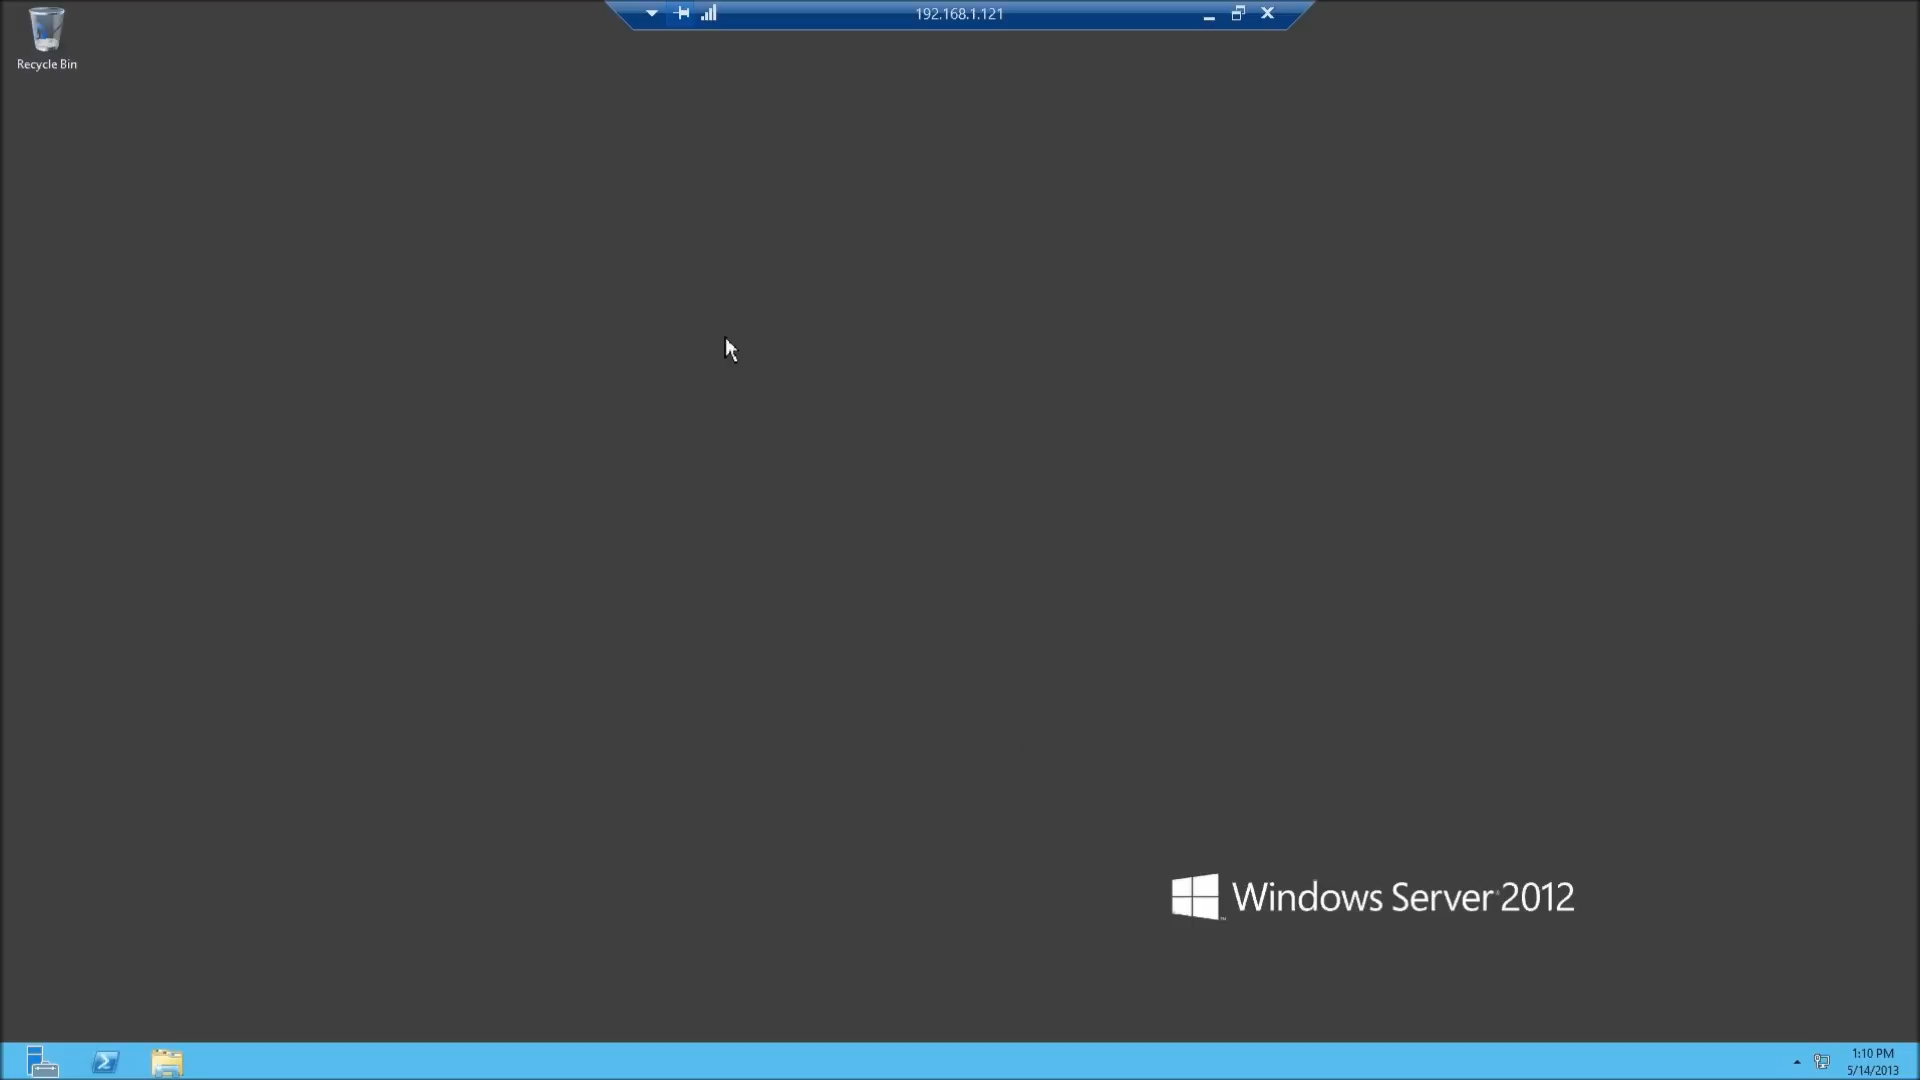 192.168.1.121
Recycle Bin
Windows Server 2012
1:10 PM
5/14/2013